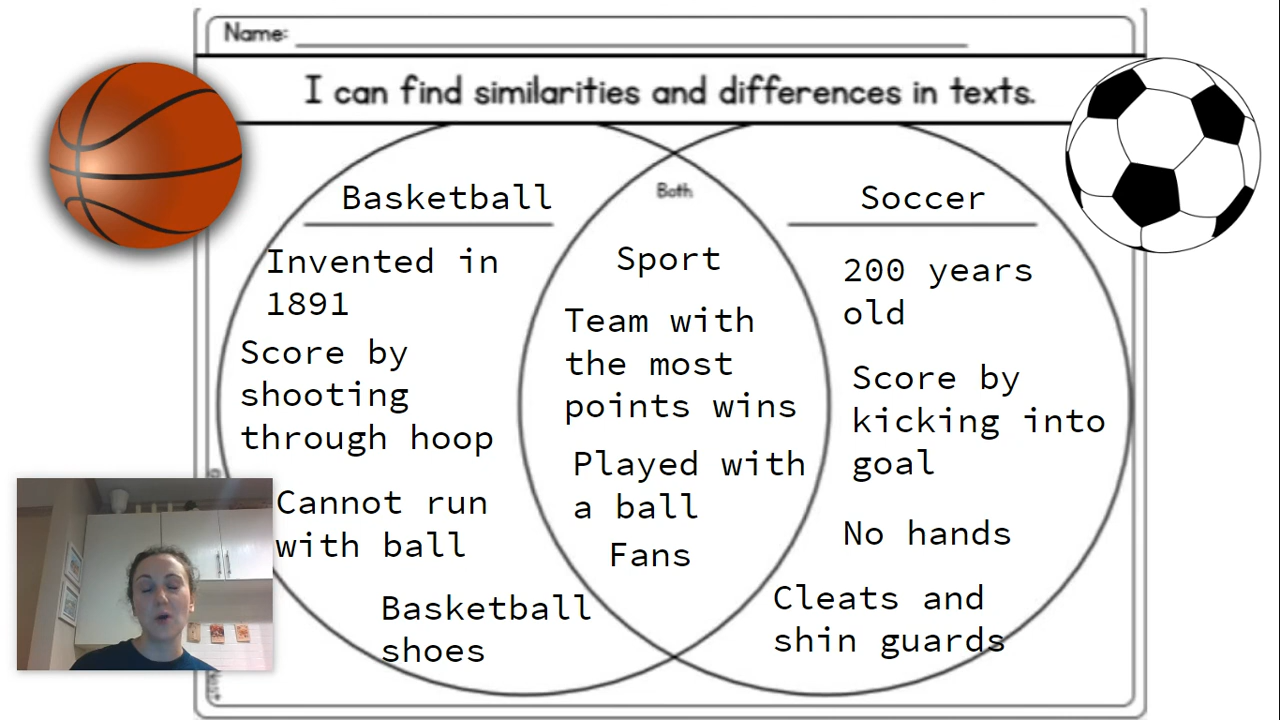 Name:
I can find similarities and differences in texts.
Basketball
Both
Soccer
Invented in
1891
Score by
shooting
through hoop
Cannot run
with ball
Basketball
shoes
Sport
Team with
the most
points wins
Played with
a ball
Fans
200 years
old
Score by
kicking into
goal
No hands
Cleats and
shin guards